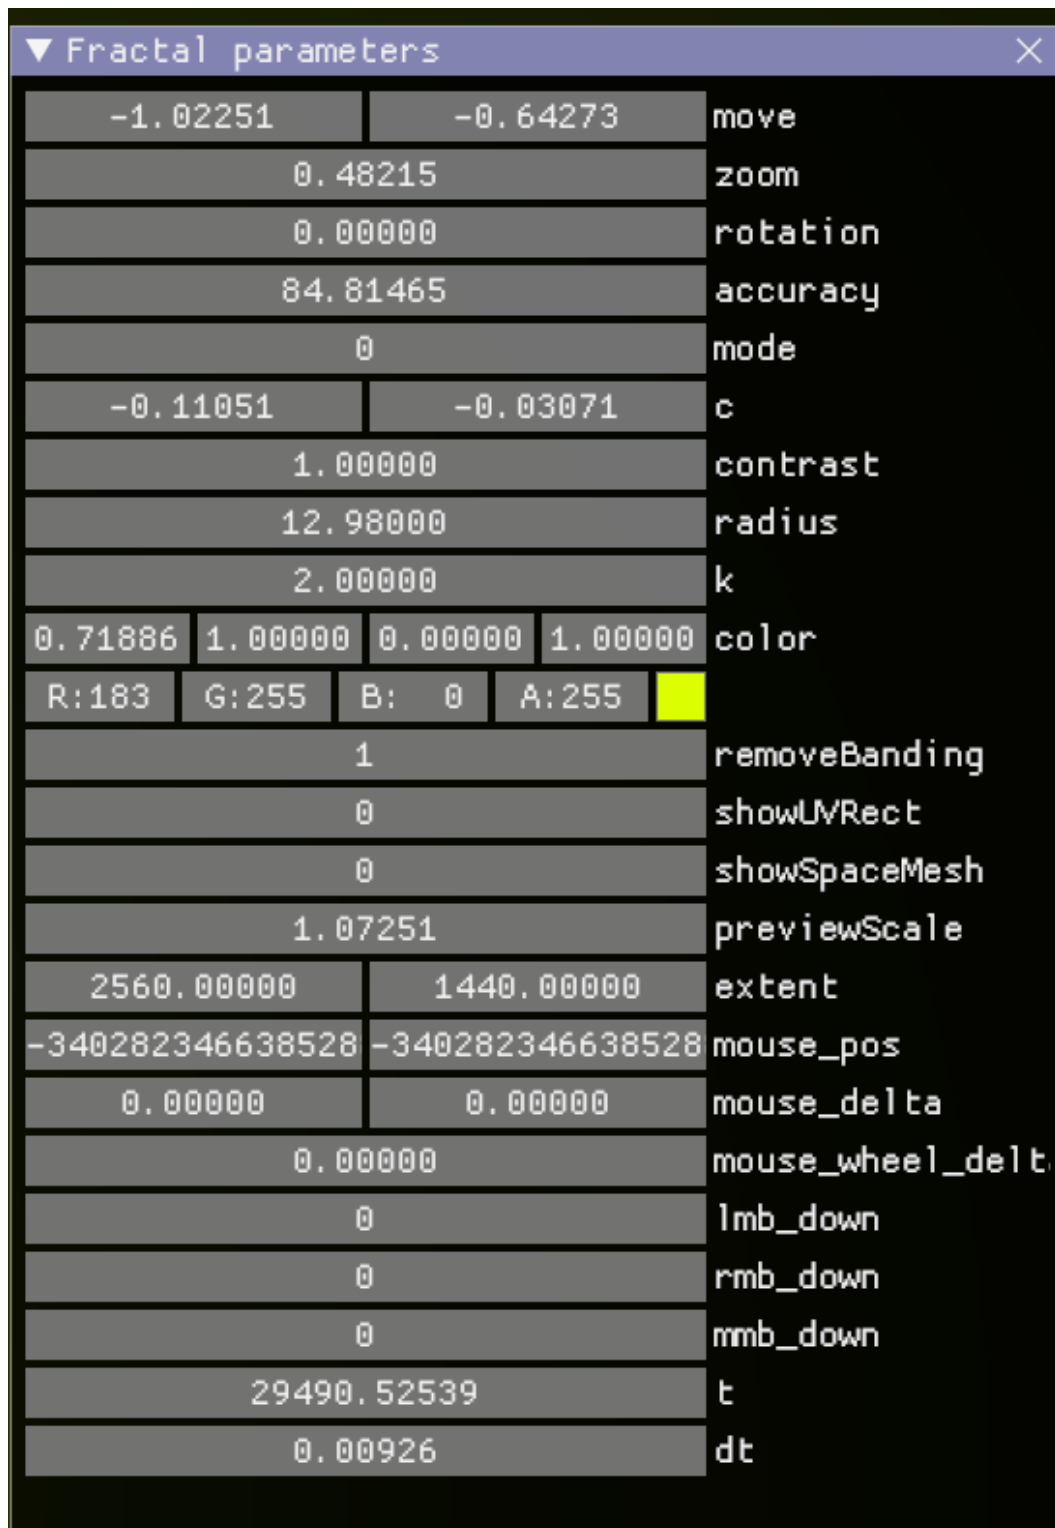 ▼ Fractal parameters ×
-1.02251 -0.64273 move
0.48215 zoom
0.00000 rotation
84.81465 accuracy
0 mode
-0.11051 -0.03071 c
1.00000 contrast
12.98000 radius
2.00000 k
0.71886 1.00000 0.00000 1.00000 color
R:183 G:255 B: 0 A:255
1 removeBanding
0 showUVRect
0 showSpaceMesh
1.07251 previewScale
2560.00000 1440.00000 extent
-340282346638528 -340282346638528 mouse_pos
0.00000 0.00000 mouse_delta
0.00000 mouse_wheel_delt
0 lmb_down
0 rmb_down
0 mmb_down
29490.52539 t
0.00926 dt